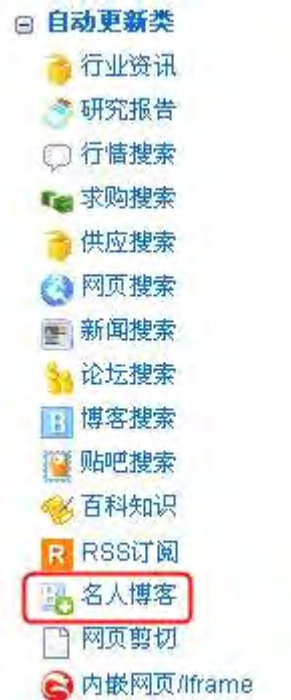 自动更新类
行业资讯
研究报告
行情搜索
求购搜索
供应搜索
网页搜索
新闻搜索
论坛搜索
博客搜索
贴吧搜索
百科知识
RSS订阅
名人博客
网页剪切
内嵌网页/Iframe